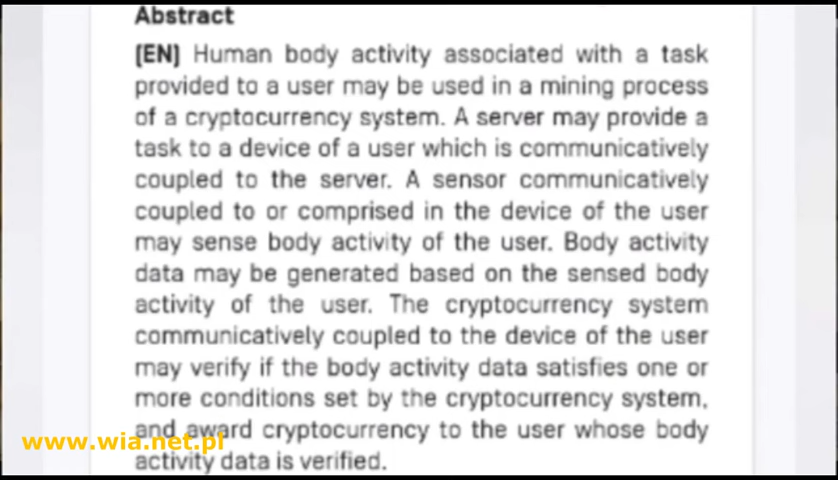 Abstract
(EN) Human body activity associated with a task
provided to a user may be used in a mining process
of a cryptocurrency system. A server may provide a
task to a device of a user which is communicatively
coupled to the server. A sensor communicatively
coupled to or comprised in the device of the user
may sense body activity of the user. Body activity
data may be generated based on the sensed body
activity of the user. The cryptocurrency system
communicatively coupled to the device of the user
may verify if the body activity data satisfies one or
more conditions set by the cryptocurrency system,
and award cryptocurrency to the user whose body
www.wia.net.pl
activity data is verified.